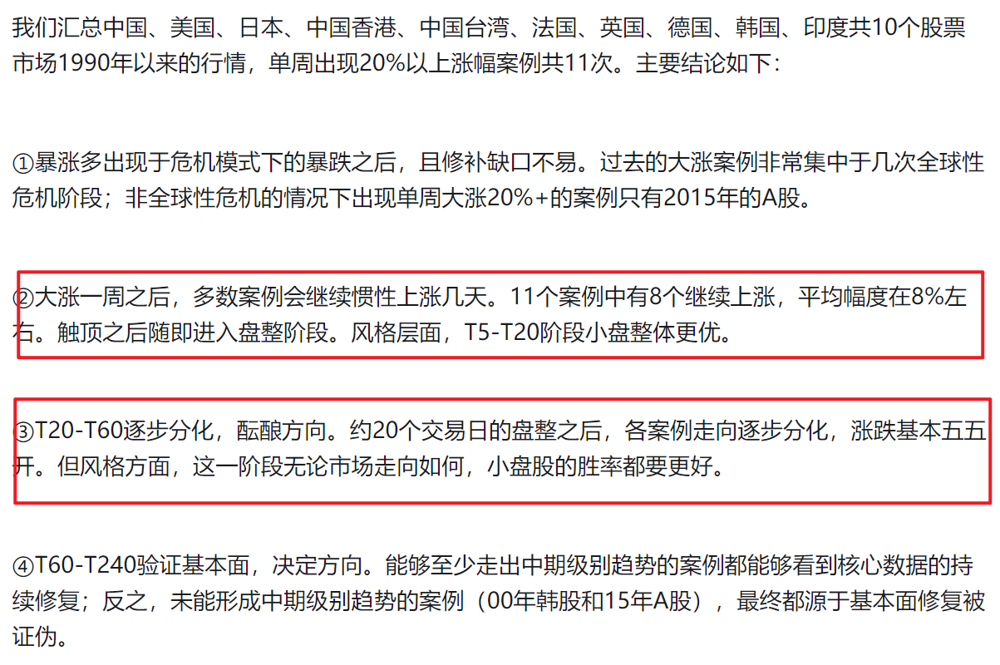 我们汇总中国、美国、日本、中国香港、中国台湾、法国、英国、德国、韩国、印度共10个股票
市场1990年以来的行情，单周出现20%以上涨幅案例共11次。主要结论如下：
①暴涨多出现于危机模式下的暴跌之后，且修补缺口不易。过去的大涨案例非常集中于几次全球性
危机阶段；非全球性危机的情况下出现单周大涨20%+的案例只有2015年的A股。
②大涨一周之后，多数案例会继续惯性上涨几天。11个案例中有8个继续上涨，平均幅度在8%左
右。触顶之后随即进入盘整阶段。风格层面，T5-T20阶段小盘整体更优。
③T20-T60逐步分化，酝酿方向。约20个交易日的盘整之后，各案例走向逐步分化，涨跌基本五五
开。但风格方面，这一阶段无论市场走向如何，小盘股的胜率都要更好。
④T60-T240验证基本面，决定方向。能够至少走出中期级别趋势的案例都能够看到核心数据的持
续修复；反之，未能形成中期级别趋势的案例（00年韩股和15年A股），最终都源于基本面修复被
证伪。